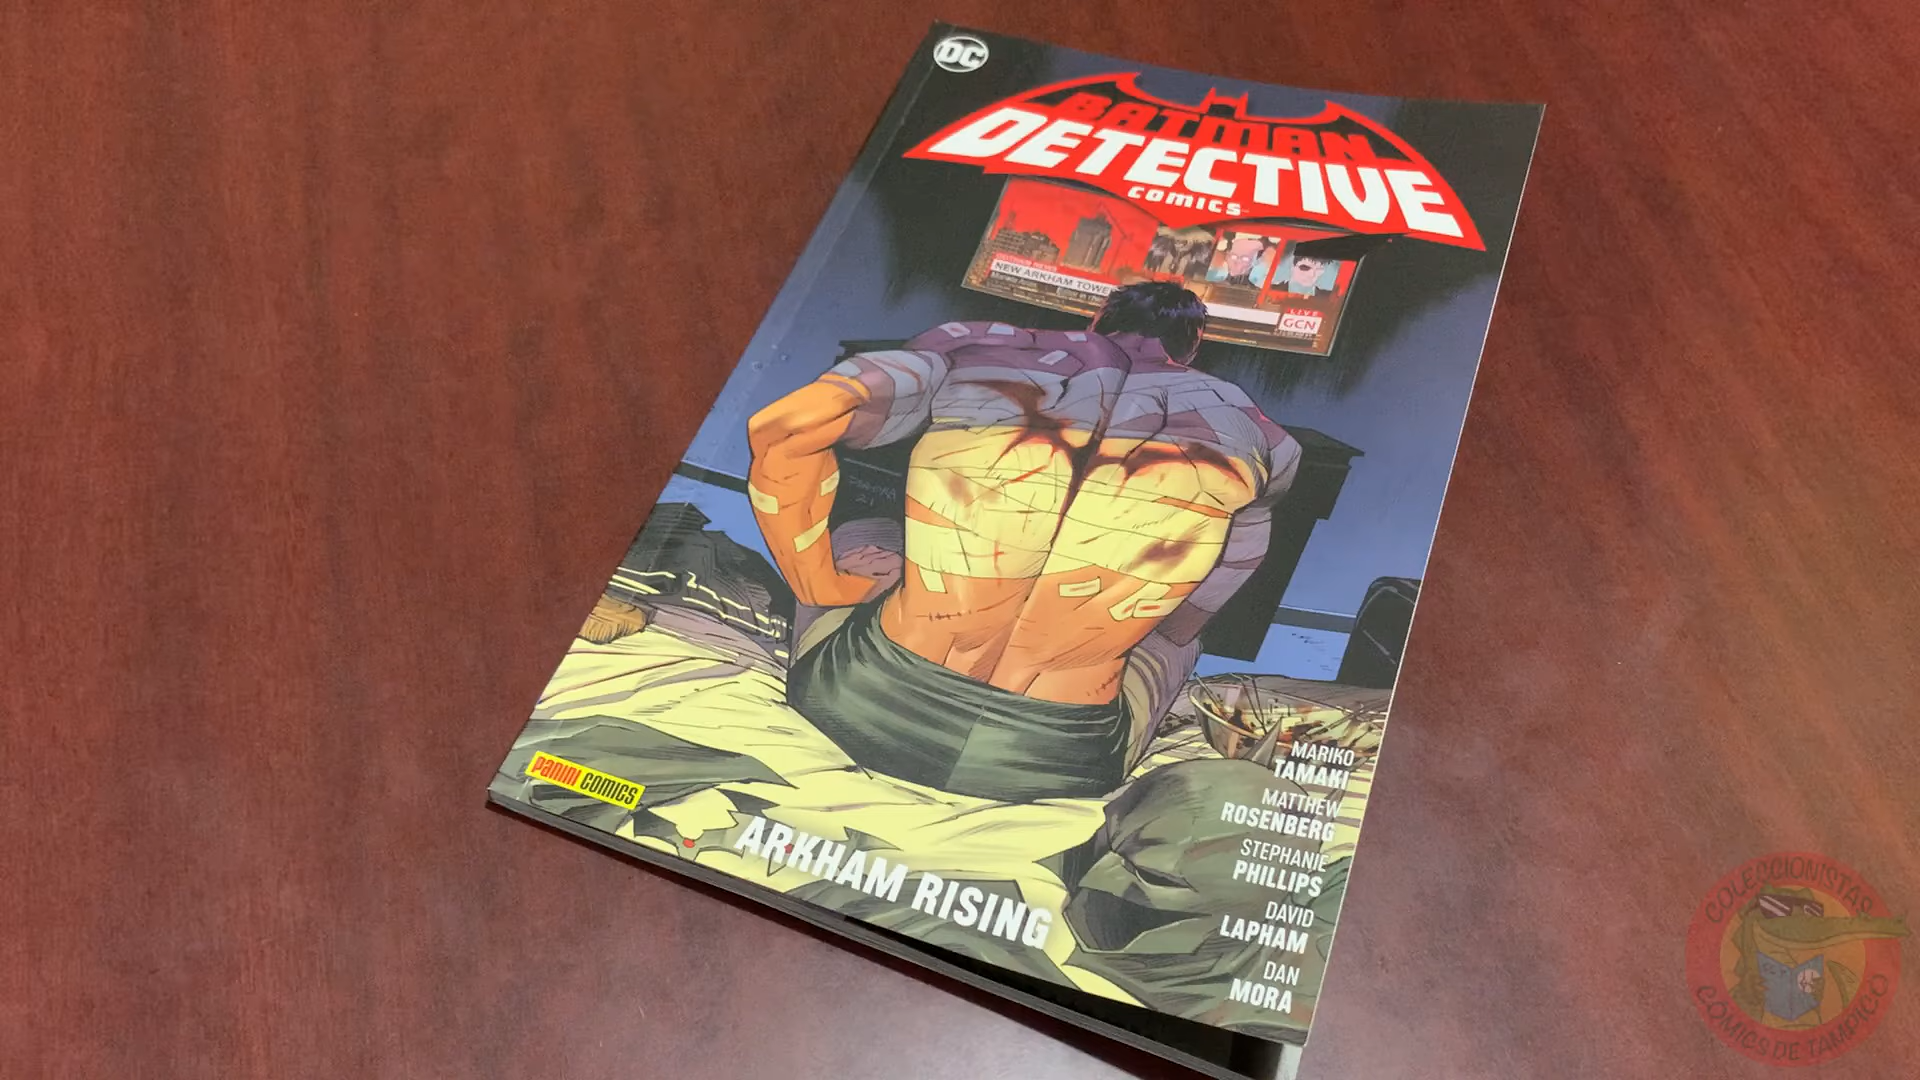 DC
BATMAN
DETECTIVE
COMICS
NEW ARKHAM TOWE
LIVE
GCN
MARIKO
TAMAKI
MATTHEW
ROSENBERG
STEPHANIE
PHILLIPS
DAVID
LAPHAM
DAN
MORA
PANINI COMICS
ARKHAM RISING
COLECCIONISTAS
COMICS DE TAMPICO